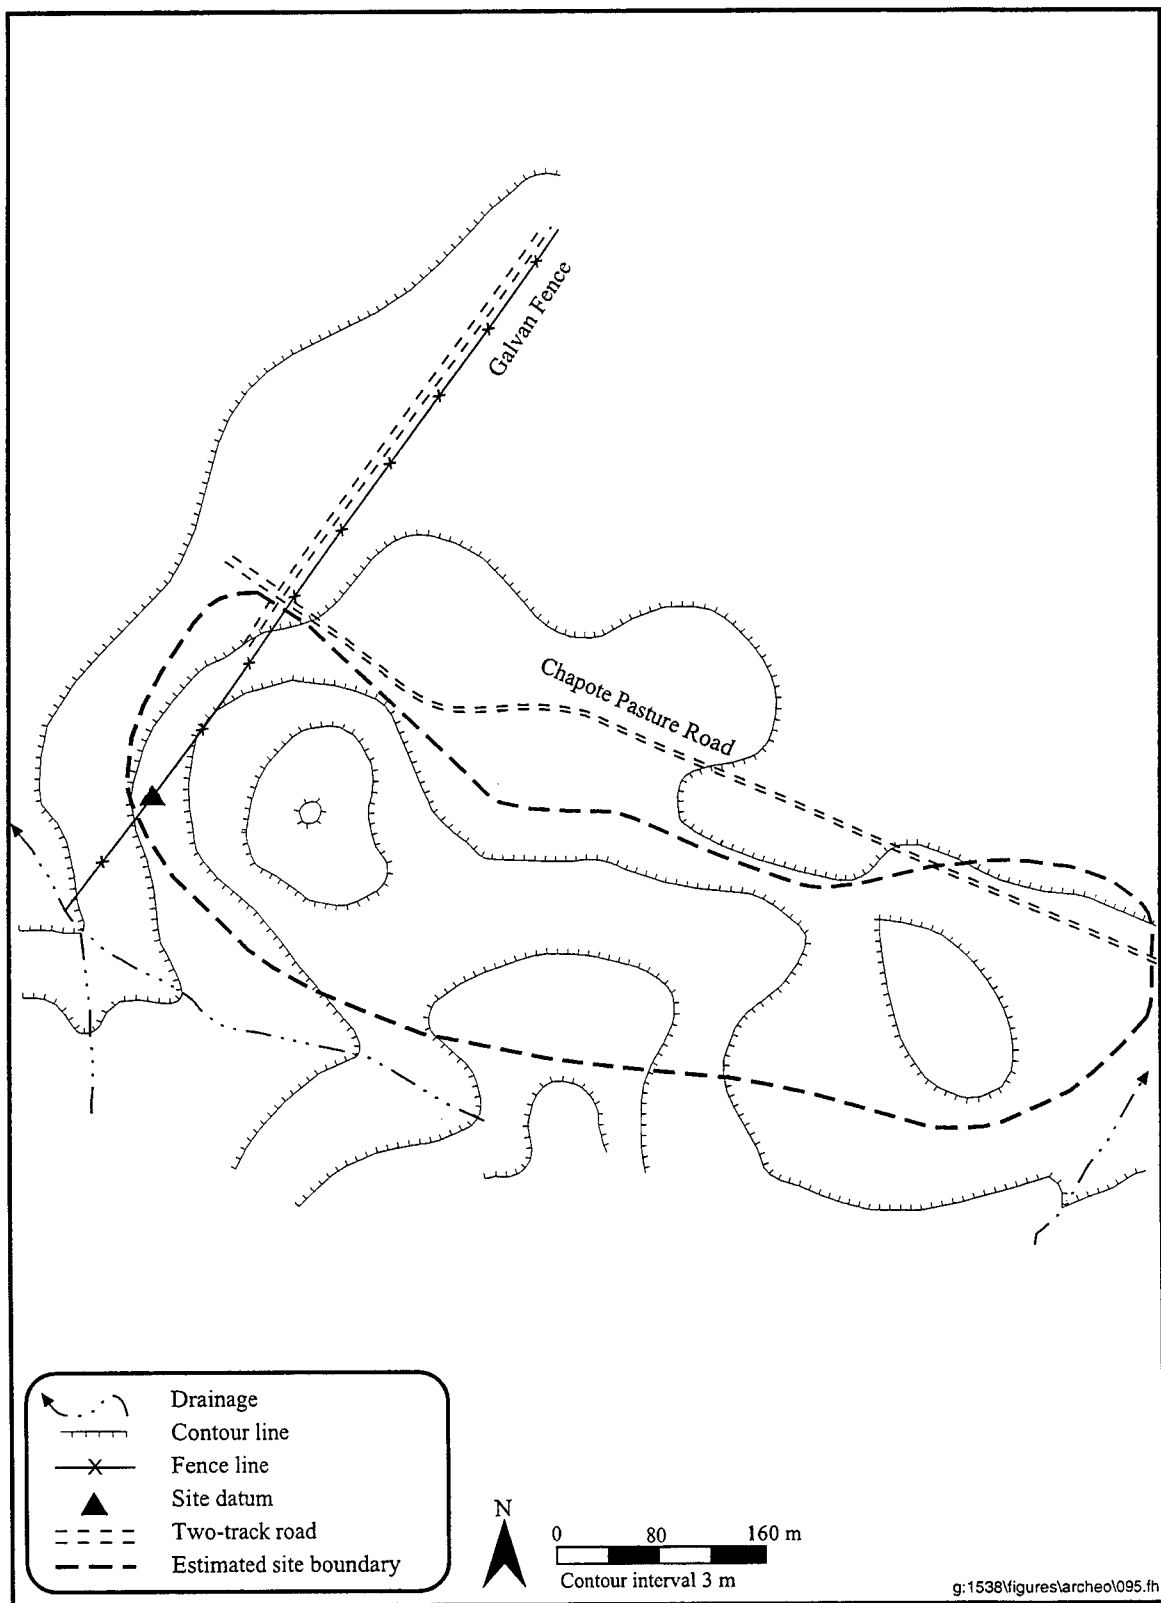 Galvan Fence
Chapote Pasture Road
Drainage
Contour line
Fence line
Site datum
Two-track road
Estimated site boundary
N
0 80 160 m
Contour interval 3 m
g:1538\figures\archeo\095.fh